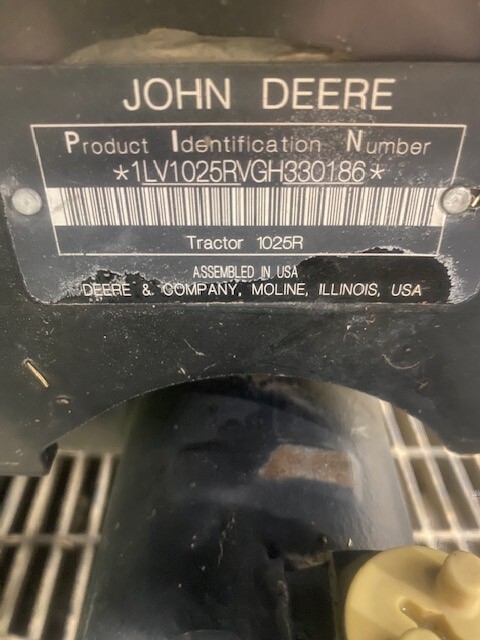 JOHN DEERE
Product Identification Number
*1LV1025RVGH330186*
Tractor 1025R
ASSEMBLED IN USA
DEERE & COMPANY, MOLINE, ILLINOIS, USA